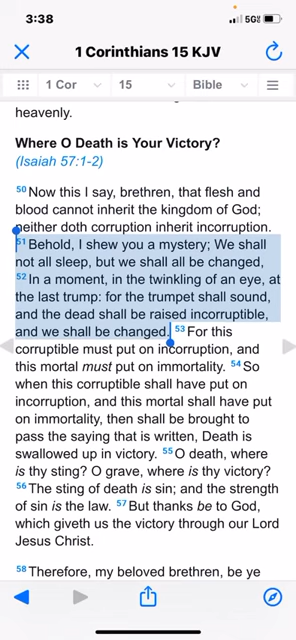 3:38
5G
1 Corinthians 15 KJV
1 Cor
15
Bible
heavenly.
Where O Death is Your Victory?
(Isaiah 57:1-2)
50 Now this I say, brethren, that flesh and
blood cannot inherit the kingdom of God;
neither doth corruption inherit incorruption.
51 Behold, I shew you a mystery; We shall
not all sleep, but we shall all be changed,
52 In a moment, in the twinkling of an eye, at
the last trump: for the trumpet shall sound,
and the dead shall be raised incorruptible,
and we shall be changed. 53 For this
corruptible must put on incorruption, and
this mortal must put on immortality. 54 So
when this corruptible shall have put on
incorruption, and this mortal shall have put
on immortality, then shall be brought to
pass the saying that is written, Death is
swallowed up in victory. 55 O death, where
is thy sting? O grave, where is thy victory?
56 The sting of death is sin; and the strength
of sin is the law. 57 But thanks be to God,
which giveth us the victory through our Lord
Jesus Christ.
58 Therefore, my beloved brethren, be ye